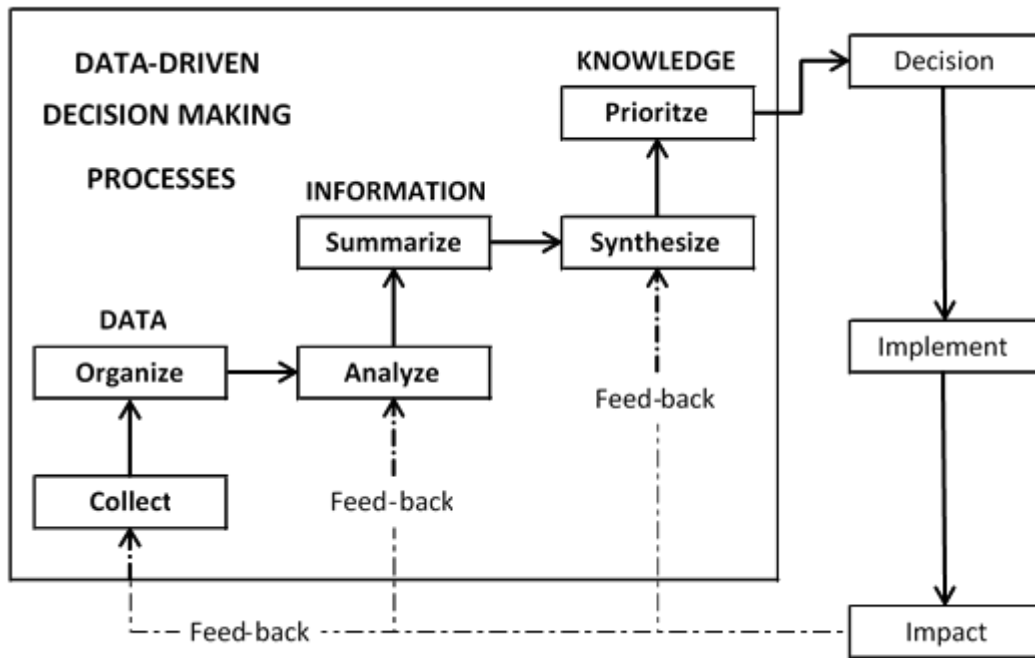 DATA-DRIVEN
DECISION MAKING
PROCESSES
KNOWLEDGE
Prioritze
Decision
INFORMATION
Summarize
Synthesize
DATA
Organize
Analyze
Implement
Feed-back
Collect
Feed-back
Feed-back
Impact